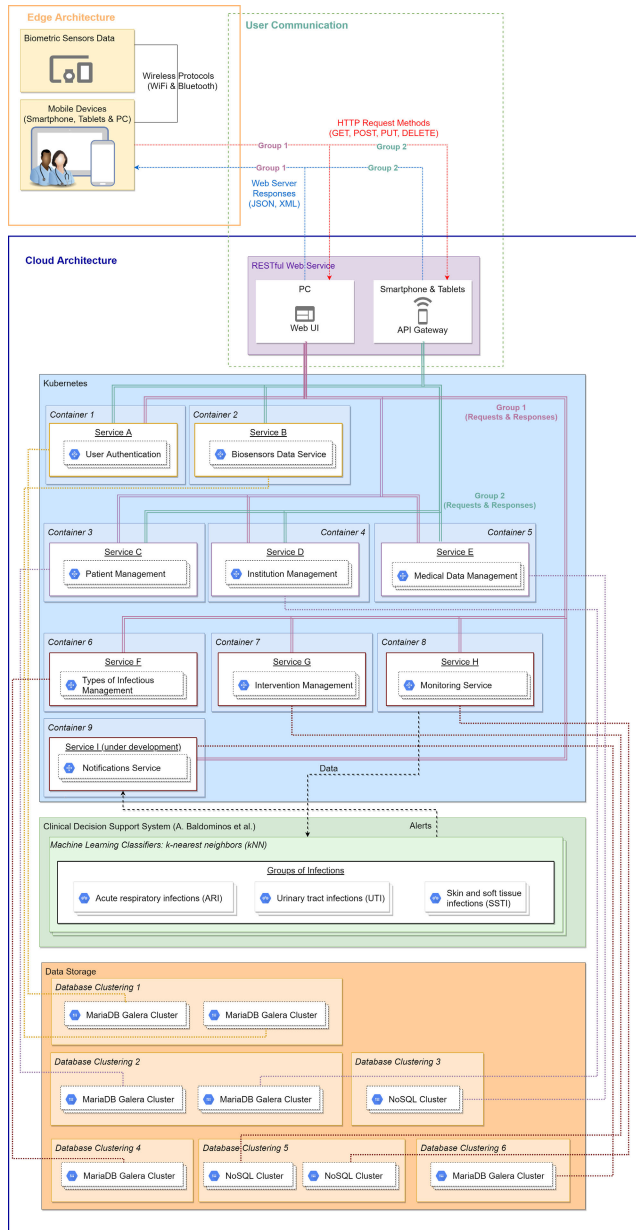 Edge Architecture
User Communication
Biometric Sensors Data
Wireless Protocols
(WiFi & Bluetooth)
Mobile Devices
(Smartphone, Tablets & PC)
HTTP Request Methods
(GET, POST, PUT, DELETE)
Group 1
Group 2
Group 1
Group 2
Web Server
Responses
(JSON, XML)
Cloud Architecture
RESTful Web Service
PC
Web UI
Smartphone & Tablets
API Gateway
Kubernetes
Group 1
(Requests & Responses)
Container 1
Service A
User Authentication
Container 2
Service B
Biosensors Data Service
Group 2
(Requests & Responses)
Container 3
Service C
Patient Management
Container 4
Service D
Institution Management
Container 5
Service E
Medical Data Management
Container 6
Service F
Types of Infectious
Management
Container 7
Service G
Intervention Management
Container 8
Service H
Monitoring Service
Container 9
Service I (under development)
Notifications Service
Data
Clinical Decision Support System (A. Baldominos et al.)
Alerts
Machine Learning Classifiers: k-nearest neighbors (kNN)
Groups of Infections
Acute respiratory infections (ARI)
Urinary tract infections (UTI)
Skin and soft tissue
infections (SSTI)
Data Storage
Database Clustering 1
MariaDB Galera Cluster
MariaDB Galera Cluster
Database Clustering 2
MariaDB Galera Cluster
MariaDB Galera Cluster
Database Clustering 3
NoSQL Cluster
Database Clustering 4
MariaDB Galera Cluster
Database Clustering 5
NoSQL Cluster
NoSQL Cluster
Database Clustering 6
MariaDB Galera Cluster